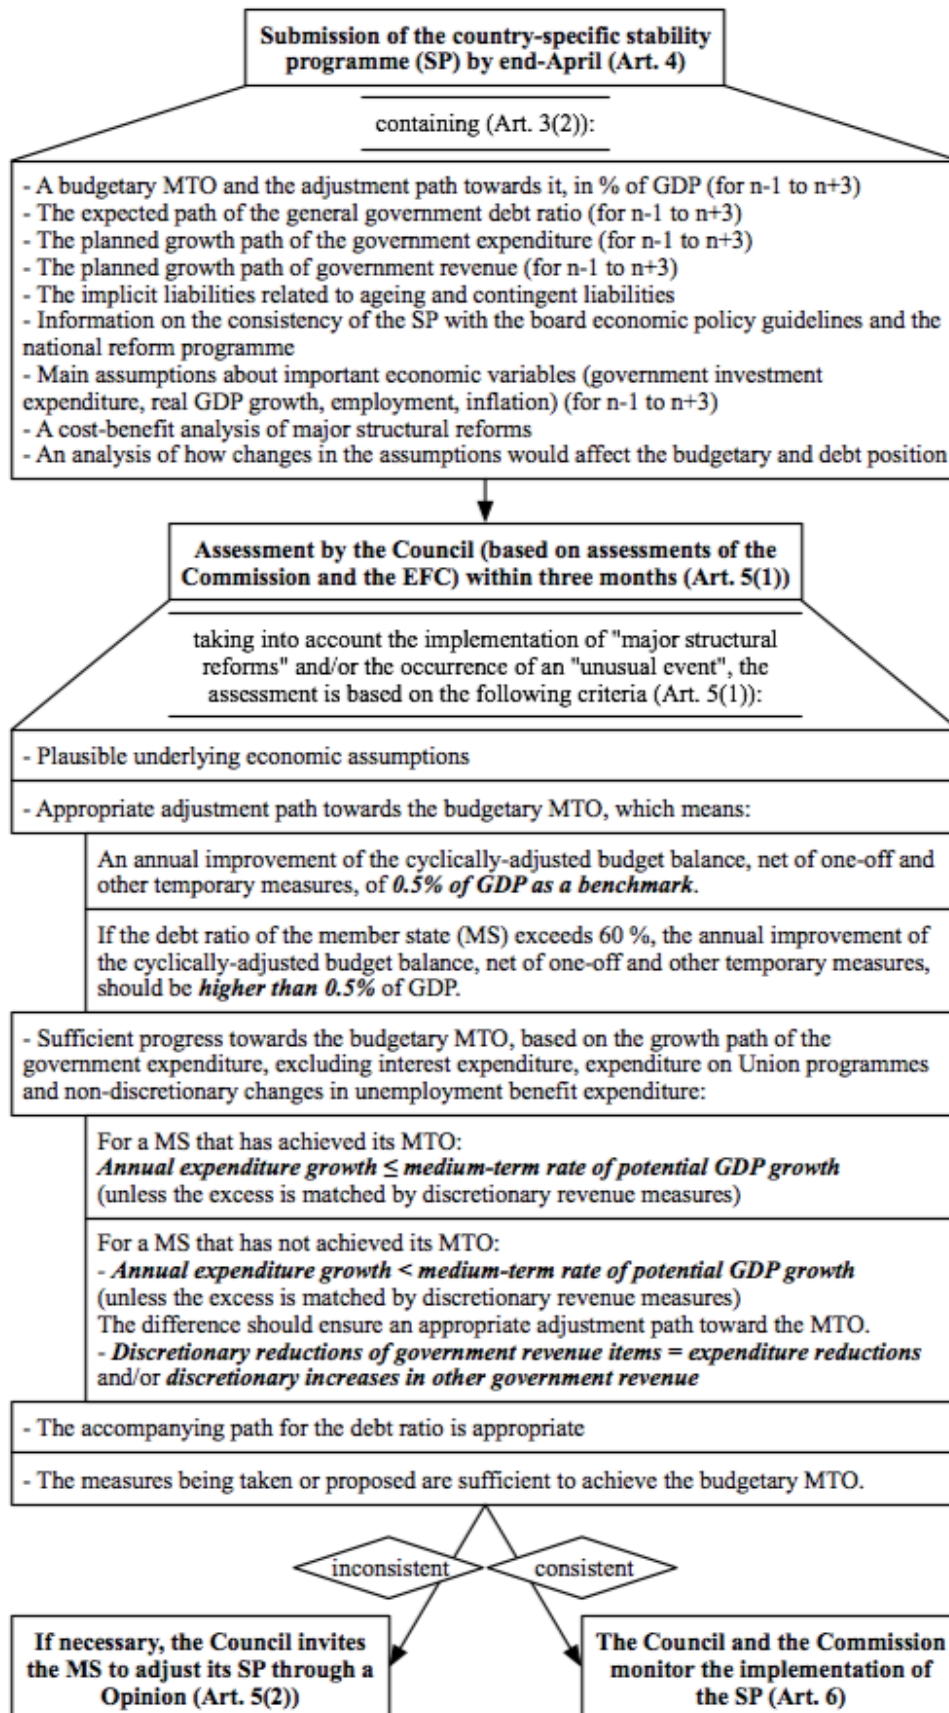 Submission of the country-specific stability
programme (SP) by end-April (Art. 4)
containing (Art. 3(2)):
- A budgetary MTO and the adjustment path towards it, in % of GDP (for n-1 to n+3)
- The expected path of the general government debt ratio (for n-1 to n+3)
- The planned growth path of the government expenditure (for n-1 to n+3)
- The planned growth path of government revenue (for n-1 to n+3)
- The implicit liabilities related to ageing and contingent liabilities
- Information on the consistency of the SP with the board economic policy guidelines and the
national reform programme
- Main assumptions about important economic variables (government investment
expenditure, real GDP growth, employment, inflation) (for n-1 to n+3)
- A cost-benefit analysis of major structural reforms
- An analysis of how changes in the assumptions would affect the budgetary and debt position
Assessment by the Council (based on assessments of the
Commission and the EFC) within three months (Art. 5(1))
taking into account the implementation of "major structural
reforms" and/or the occurrence of an "unusual event", the
assessment is based on the following criteria (Art. 5(1)):
- Plausible underlying economic assumptions
- Appropriate adjustment path towards the budgetary MTO, which means:
An annual improvement of the cyclically-adjusted budget balance, net of one-off and
other temporary measures, of 0.5% of GDP as a benchmark.
If the debt ratio of the member state (MS) exceeds 60 %, the annual improvement of
the cyclically-adjusted budget balance, net of one-off and other temporary measures,
should be higher than 0.5% of GDP.
- Sufficient progress towards the budgetary MTO, based on the growth path of the
government expenditure, excluding interest expenditure, expenditure on Union programmes
and non-discretionary changes in unemployment benefit expenditure:
For a MS that has achieved its MTO:
Annual expenditure growth ≤ medium-term rate of potential GDP growth
(unless the excess is matched by discretionary revenue measures)
For a MS that has not achieved its MTO:
- Annual expenditure growth < medium-term rate of potential GDP growth
(unless the excess is matched by discretionary revenue measures)
The difference should ensure an appropriate adjustment path toward the MTO.
- Discretionary reductions of government revenue items = expenditure reductions
and/or discretionary increases in other government revenue
- The accompanying path for the debt ratio is appropriate
- The measures being taken or proposed are sufficient to achieve the budgetary MTO.
inconsistent
consistent
If necessary, the Council invites
the MS to adjust its SP through a
Opinion (Art. 5(2))
The Council and the Commission
monitor the implementation of
the SP (Art. 6)